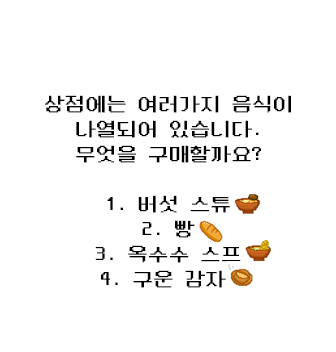 상점에는 여러가지 음식이
나열되어 있습니다.
무엇을 구매할까요?
1. 버섯 스튜
2. 빵
3. 옥수수 스프
4. 구운 감자